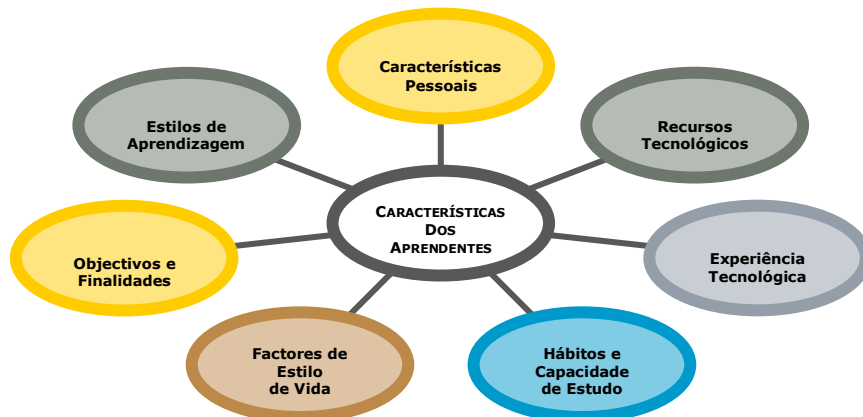 Características
Pessoais
Estilos de
Aprendizagem
Recursos
Tecnológicos
CARACTERÍSTICAS
DOS
APRENDENTES
Objectivos e
Finalidades
Experiência
Tecnológica
Factores de
Estilo
de Vida
Hábitos e
Capacidade
de Estudo